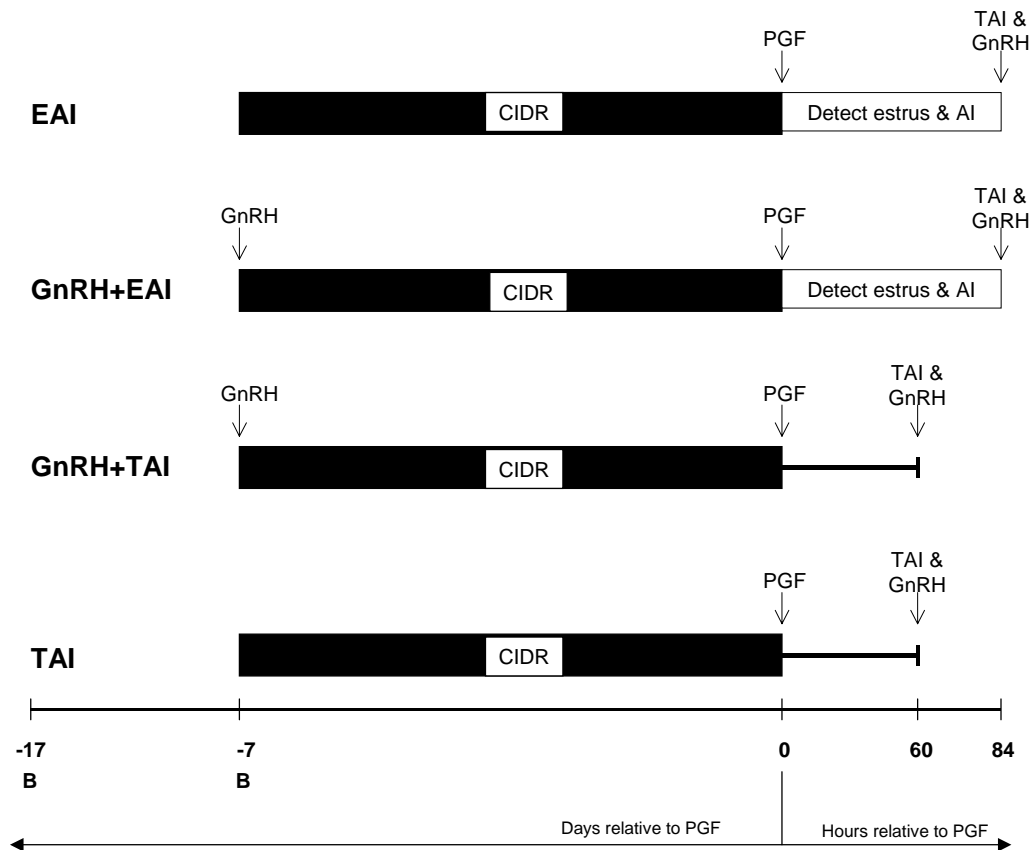 PGF
TAI &
GnRH
EAI
CIDR
Detect estrus & AI
GnRH
PGF
TAI &
GnRH
GnRH+EAI
CIDR
Detect estrus & AI
GnRH
PGF
TAI &
GnRH
GnRH+TAI
CIDR
PGF
TAI &
GnRH
TAI
CIDR
-17 -7 0 60 84
B B
Days relative to PGF Hours relative to PGF